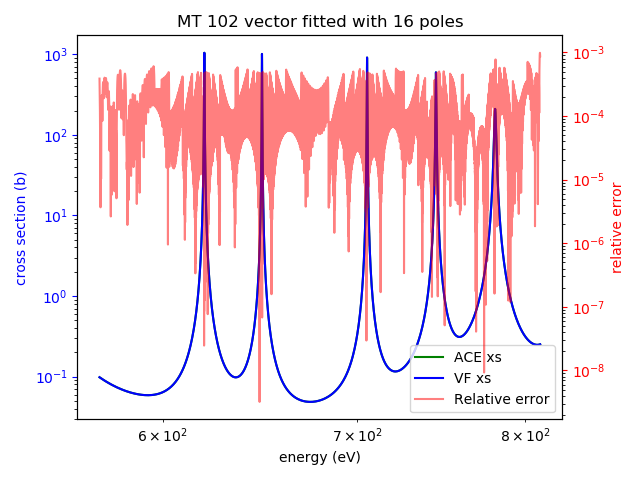 MT 102 vector fitted with 16 poles
cross section (b)
10³
10²
10¹
10⁰
10⁻¹
10⁻³
10⁻⁴
10⁻⁵
10⁻⁶
10⁻⁷
10⁻⁸
relative error
ACE xs
VF xs
Relative error
6 × 10² 7 × 10² 8 × 10²
energy (eV)